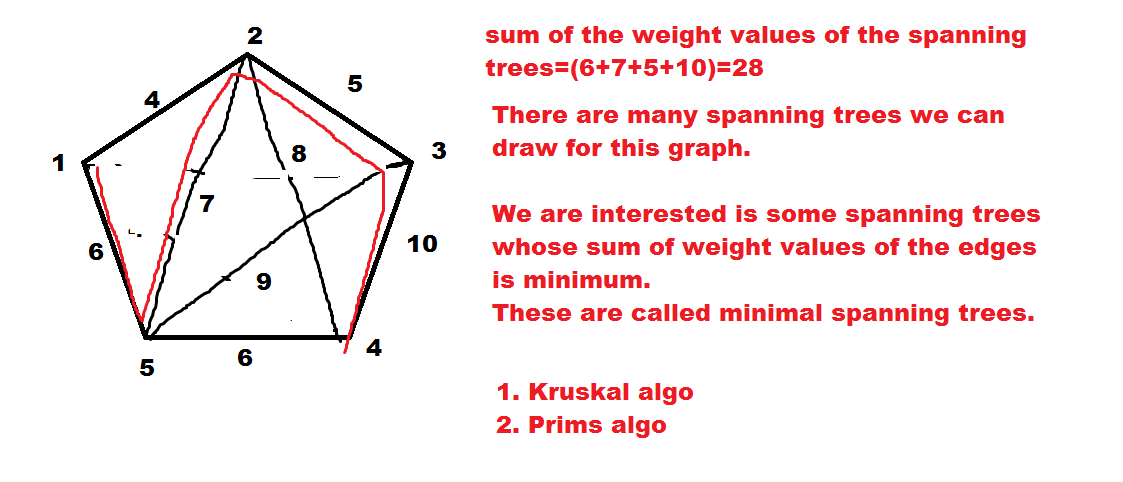 2
5
4
8
3
1
7
6
10
9
4
6
5
sum of the weight values of the spanning
trees=(6+7+5+10)=28
There are many spanning trees we can
draw for this graph.
We are interested is some spanning trees
whose sum of weight values of the edges
is minimum.
These are called minimal spanning trees.
1. Kruskal algo
2. Prims algo